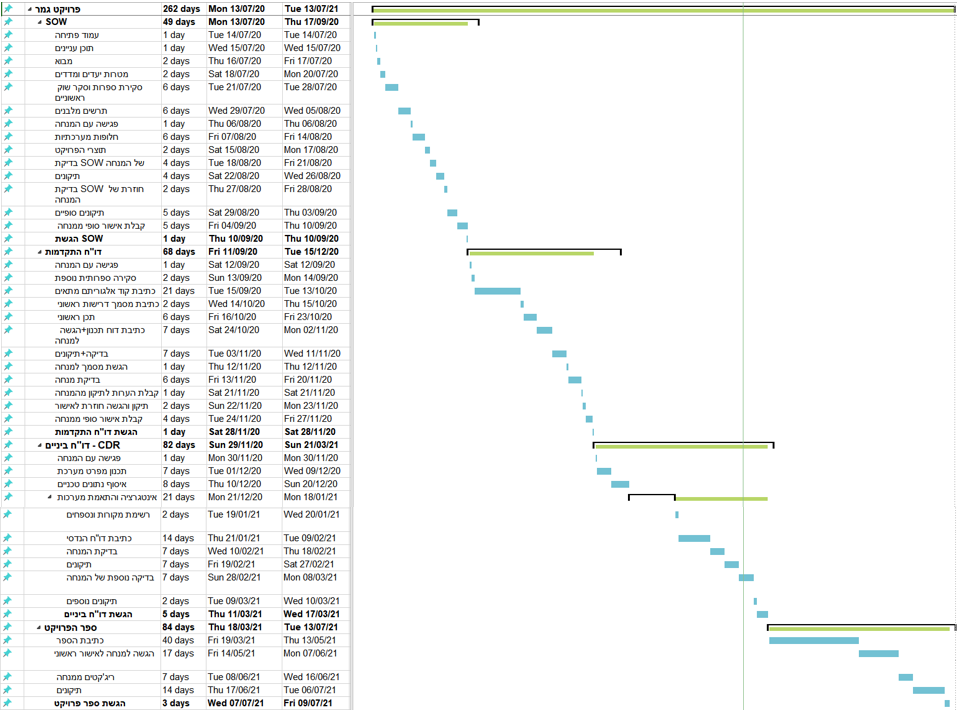 פרויקט גמר 262 days Mon 13/07/20 Tue 13/07/21
SOW 49 days Mon 13/07/20 Thu 17/09/20
עמוד פתיחה 1 day Tue 14/07/20 Tue 14/07/20
תוכן עניינים 1 day Wed 15/07/20 Wed 15/07/20
מבוא 2 days Thu 16/07/20 Fri 17/07/20
מטרות יעדים ומדדים 2 days Sat 18/07/20 Mon 20/07/20
סקירת ספרות וסקר שוק 6 days Tue 21/07/20 Tue 28/07/20
ראשוניים
תרשים מלבנים 6 days Wed 29/07/20 Wed 05/08/20
פגישה עם המנחה 1 day Thu 06/08/20 Thu 06/08/20
חלופות מערכתיות 6 days Fri 07/08/20 Fri 14/08/20
תוצרי הפרויקט 2 days Sat 15/08/20 Mon 17/08/20
של המנחה SOW בדיקת 4 days Tue 18/08/20 Fri 21/08/20
תיקונים 4 days Sat 22/08/20 Wed 26/08/20
חוזרת של SOW בדיקת 2 days Thu 27/08/20 Fri 28/08/20
המנחה
תיקונים סופיים 5 days Sat 29/08/20 Thu 03/09/20
קבלת אישור סופי ממנחה 5 days Fri 04/09/20 Thu 10/09/20
הגשת SOW 1 day Thu 10/09/20 Thu 10/09/20
דו"ח התקדמות 68 days Fri 11/09/20 Tue 15/12/20
פגישה עם המנחה 1 day Sat 12/09/20 Sat 12/09/20
סקירה ספרותית נוספת 2 days Sun 13/09/20 Mon 14/09/20
כתיבת קוד אלגוריתם מתאים 21 days Tue 15/09/20 Tue 13/10/20
כתיבת מסמך דרישות ראשוני 2 days Wed 14/10/20 Thu 15/10/20
תכן ראשוני 6 days Fri 16/10/20 Fri 23/10/20
כתיבת דוח תכנון+הגשה 7 days Sat 24/10/20 Mon 02/11/20
למנחה
בדיקה+תיקונים 7 days Tue 03/11/20 Wed 11/11/20
הגשת מסמך למנחה 1 day Thu 12/11/20 Thu 12/11/20
בדיקת מנחה 6 days Fri 13/11/20 Fri 20/11/20
קבלת הערות לתיקון מהמנחה 1 day Sat 21/11/20 Sat 21/11/20
תיקון והגשה חוזרת לאישור 2 days Sun 22/11/20 Mon 23/11/20
קבלת אישור סופי ממנחה 4 days Tue 24/11/20 Fri 27/11/20
הגשת דו"ח התקדמות 1 day Sat 28/11/20 Sat 28/11/20
דו"ח ביניים - CDR 82 days Sun 29/11/20 Sun 21/03/21
פגישה עם המנחה 1 day Mon 30/11/20 Mon 30/11/20
תכנון מפרט מערכת 7 days Tue 01/12/20 Wed 09/12/20
איסוף נתונים טכניים 8 days Thu 10/12/20 Sun 20/12/20
אינטגרציה והתאמת מערכות 21 days Mon 21/12/20 Mon 18/01/21
רשימת מקורות ונספחים 2 days Tue 19/01/21 Wed 20/01/21
כתיבת דו"ח הנדסי 14 days Thu 21/01/21 Tue 09/02/21
בדיקת המנחה 7 days Wed 10/02/21 Thu 18/02/21
תיקונים 7 days Fri 19/02/21 Sat 27/02/21
בדיקה נוספת של המנחה 7 days Sun 28/02/21 Mon 08/03/21
תיקונים נוספים 2 days Tue 09/03/21 Wed 10/03/21
הגשת דו"ח ביניים 5 days Thu 11/03/21 Wed 17/03/21
ספר הפרויקט 84 days Thu 18/03/21 Tue 13/07/21
כתיבת הספר 40 days Fri 19/03/21 Thu 13/05/21
הגשה למנחה לאישור ראשוני 17 days Fri 14/05/21 Mon 07/06/21
ריג'קטים ממנחה 7 days Tue 08/06/21 Wed 16/06/21
תיקונים 14 days Thu 17/06/21 Tue 06/07/21
הגשת ספר פרויקט 3 days Wed 07/07/21 Fri 09/07/21